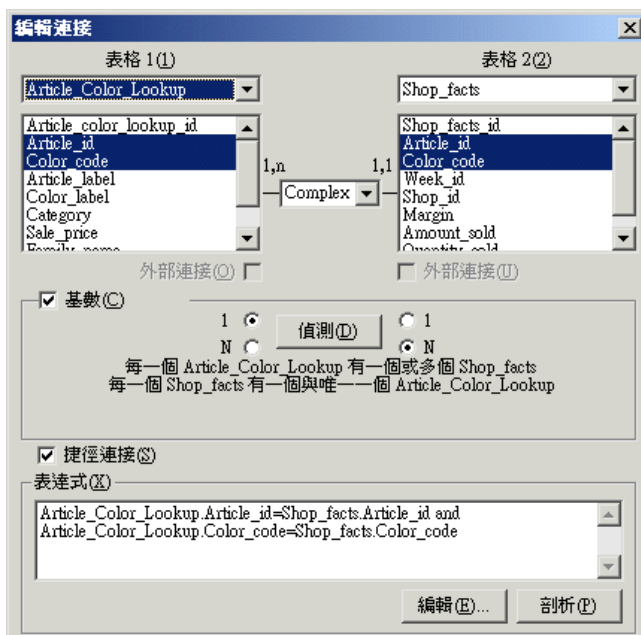 編輯連接
表格 1(1)
表格 2(2)
Article_Color_Lookup
Shop_facts
Article_color_lookup_id
Article_id
Color_code
Article_label
Color_label
Category
Sale_price
Family_name
1,n
Complex
1,1
Shop_facts_id
Article_id
Color_code
Week_id
Shop_id
Margin
Amount_sold
Quantity_sold
外部連接(O)
外部連接(U)
基數(C)
1
N
偵測(D)
1
N
每一個 Article_Color_Lookup 有一個或多個 Shop_facts
每一個 Shop_facts 有一個與唯一一個 Article_Color_Lookup
捷徑連接(S)
表達式(X)
Article_Color_Lookup.Article_id=Shop_facts.Article_id and
Article_Color_Lookup.Color_code=Shop_facts.Color_code
編輯(E)...
剖析(P)